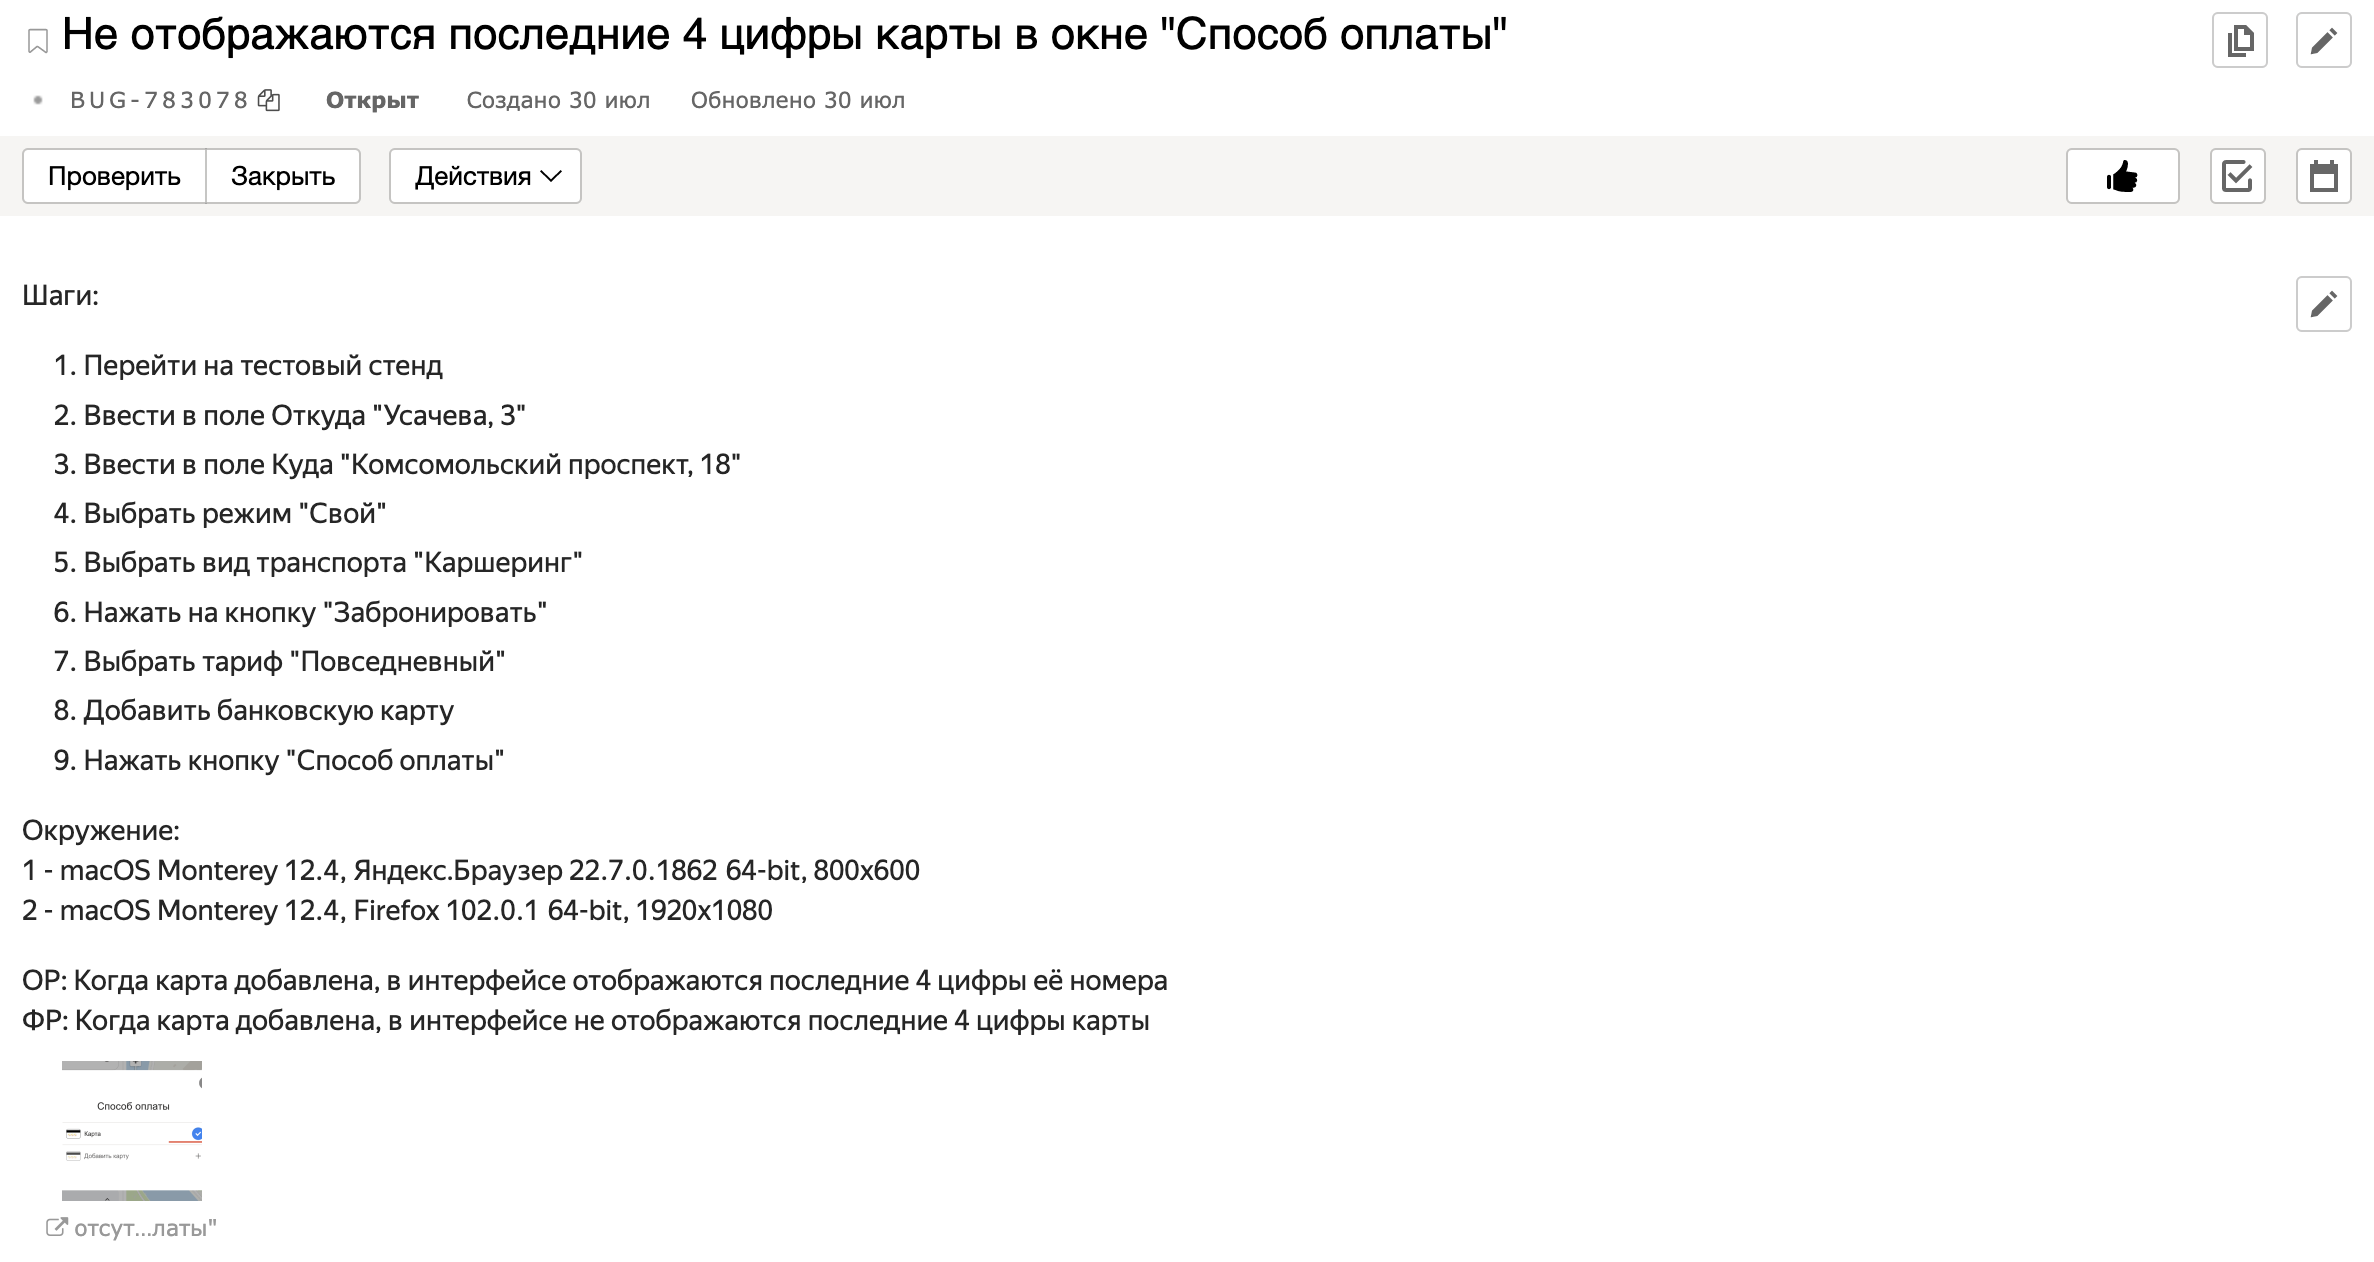 Не отображаются последние 4 цифры карты в окне "Способ оплаты"
BUG-783078 Открыт Создано 30 июл Обновлено 30 июл
Проверить Закрыть Действия
Шаги:
1. Перейти на тестовый стенд
2. Ввести в поле Откуда "Усачева, 3"
3. Ввести в поле Куда "Комсомольский проспект, 18"
4. Выбрать режим "Свой"
5. Выбрать вид транспорта "Каршеринг"
6. Нажать на кнопку "Забронировать"
7. Выбрать тариф "Повседневный"
8. Добавить банковскую карту
9. Нажать кнопку "Способ оплаты"
Окружение:
1 - macOS Monterey 12.4, Яндекс.Браузер 22.7.0.1862 64-bit, 800x600
2 - macOS Monterey 12.4, Firefox 102.0.1 64-bit, 1920x1080
ОР: Когда карта добавлена, в интерфейсе отображаются последние 4 цифры её номера
ФР: Когда карта добавлена, в интерфейсе не отображаются последние 4 цифры карты
Способ оплаты
Карта
Добавить карту +
отсут...латы"